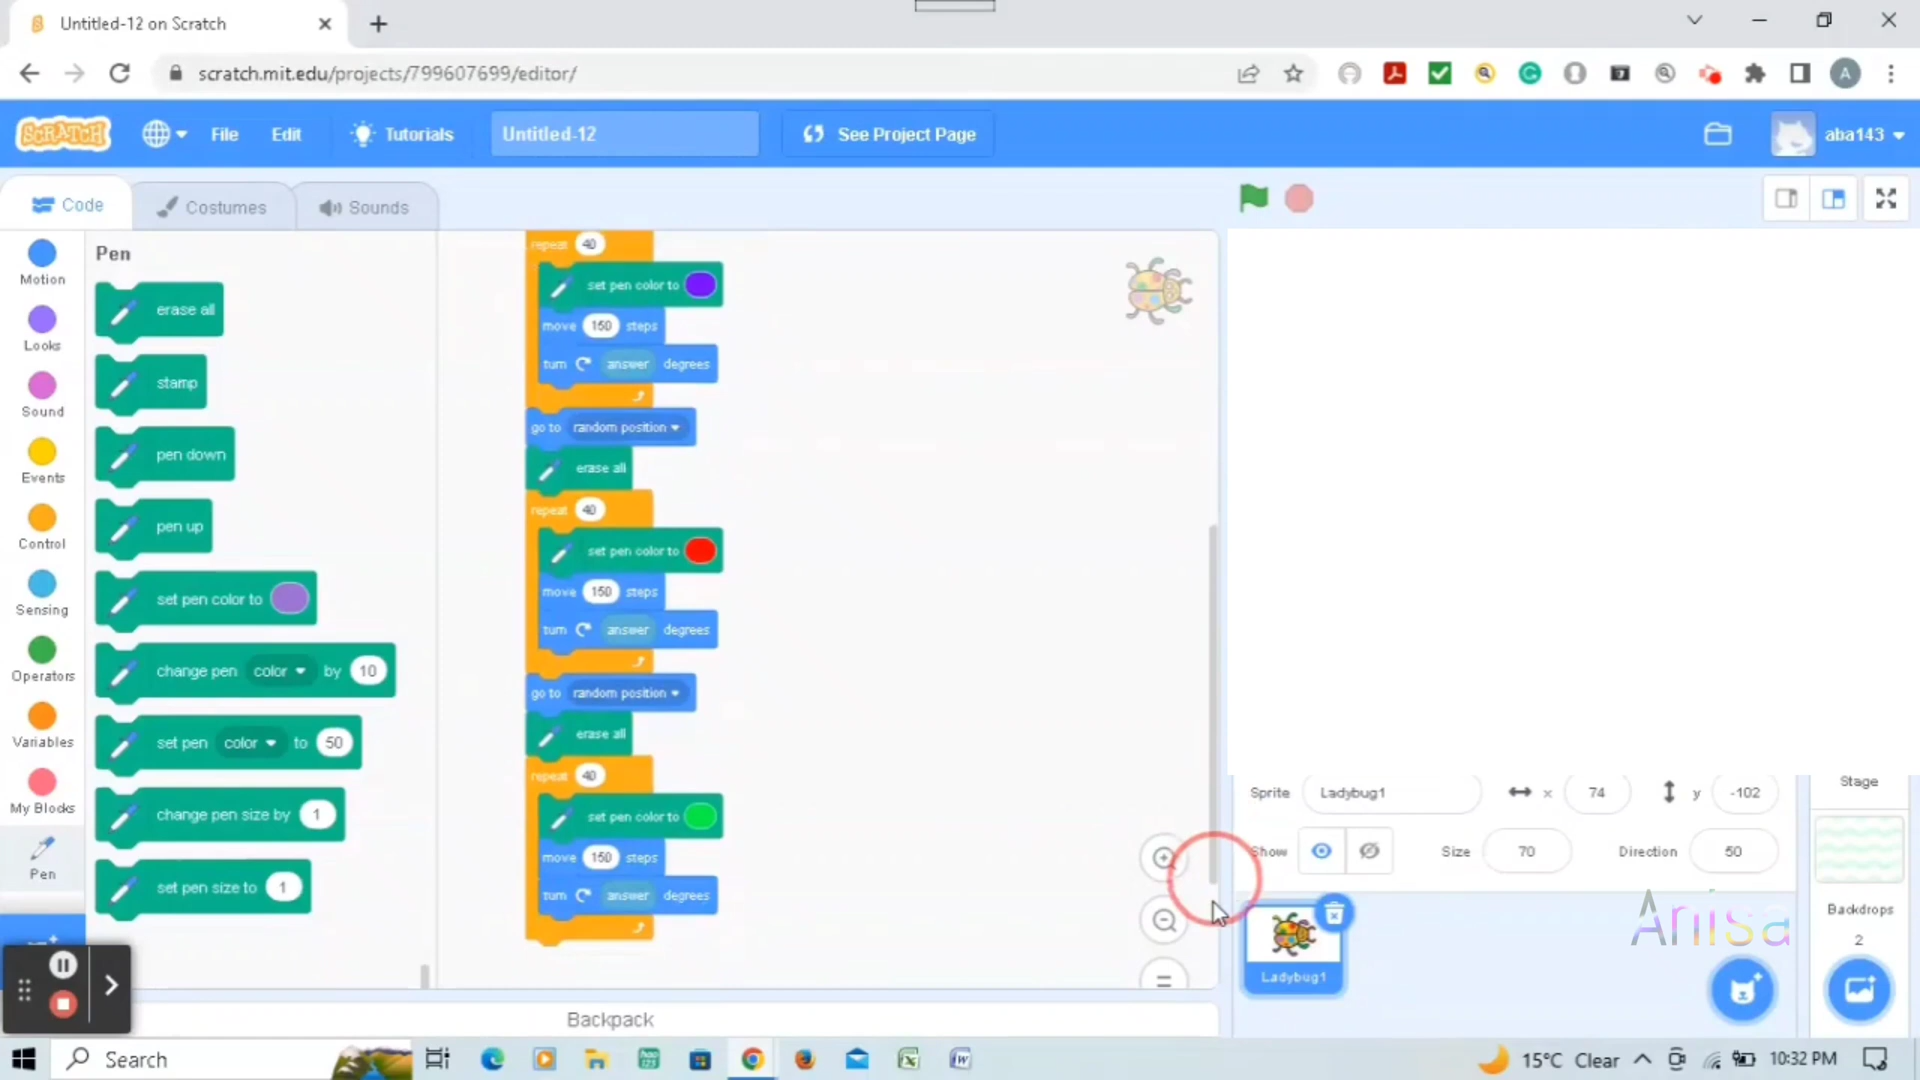 Untitled-12 on Scratch
scratch.mit.edu/projects/799607699/editor/
A
SCRATCH
File
Edit
Tutorials
Untitled-12
See Project Page
aba143
Code
Costumes
Sounds
Motion
Looks
Sound
Events
Control
Sensing
Operators
Variables
My Blocks
Pen
Pen
erase all
stamp
pen down
pen up
set pen color to
change pen color by 10
set pen color to 50
change pen size by 1
set pen size to 1
repeat 40
set pen color to
move 150 steps
turn answer degrees
go to random position
erase all
repeat 40
set pen color to
move 150 steps
turn answer degrees
go to random position
erase all
repeat 40
set pen color to
move 150 steps
turn answer degrees
Sprite Ladybug1 x 74 y -102
Show Size 70 Direction 50
Ladybug1
Stage
Backdrops
2
Aniisa
Backpack
Search
15°C Clear
10:32 PM